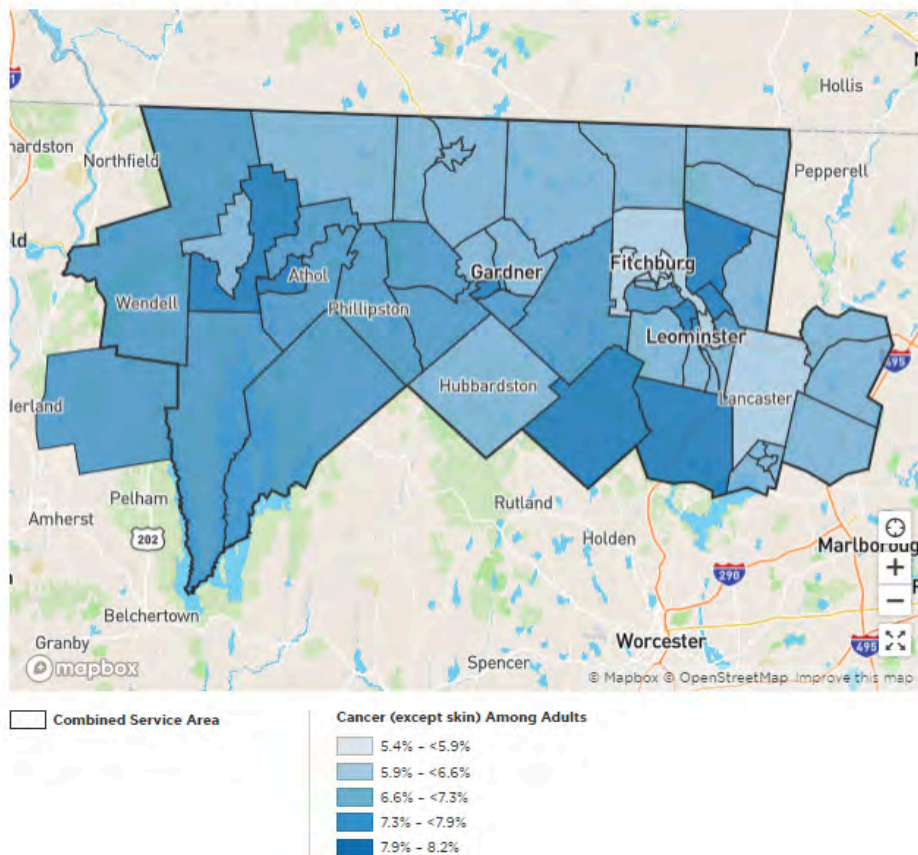 Hollis
Northfield
Pepperell
Gardner
Fitchburg
Athol
Wendell
Phillipston
Leominster
495
Hubbardston
Lancaster
Pelham
Rutland
Amherst
202
Holden
Marlboroug
290
Belchertown
Granby
Worcester
495
Spencer
mapbox
© Mapbox © OpenStreetMap Improve this map
Combined Service Area
Cancer (except skin) Among Adults
5.4% - <5.9%
5.9% - <6.6%
6.6% - <7.3%
7.3% - <7.9%
7.9% - 8.2%